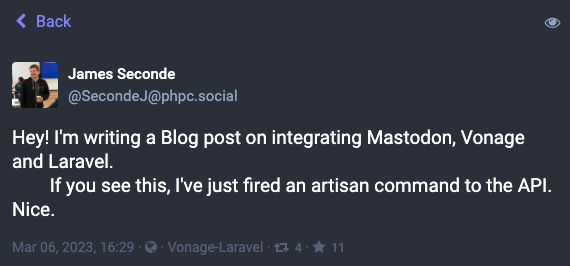 Back
James Seconde
@SecondeJ@phpc.social
Hey! I'm writing a Blog post on integrating Mastodon, Vonage
and Laravel.
If you see this, I've just fired an artisan command to the API.
Nice.
Mar 06, 2023, 16:29 · Vonage-Laravel · 4 · 11